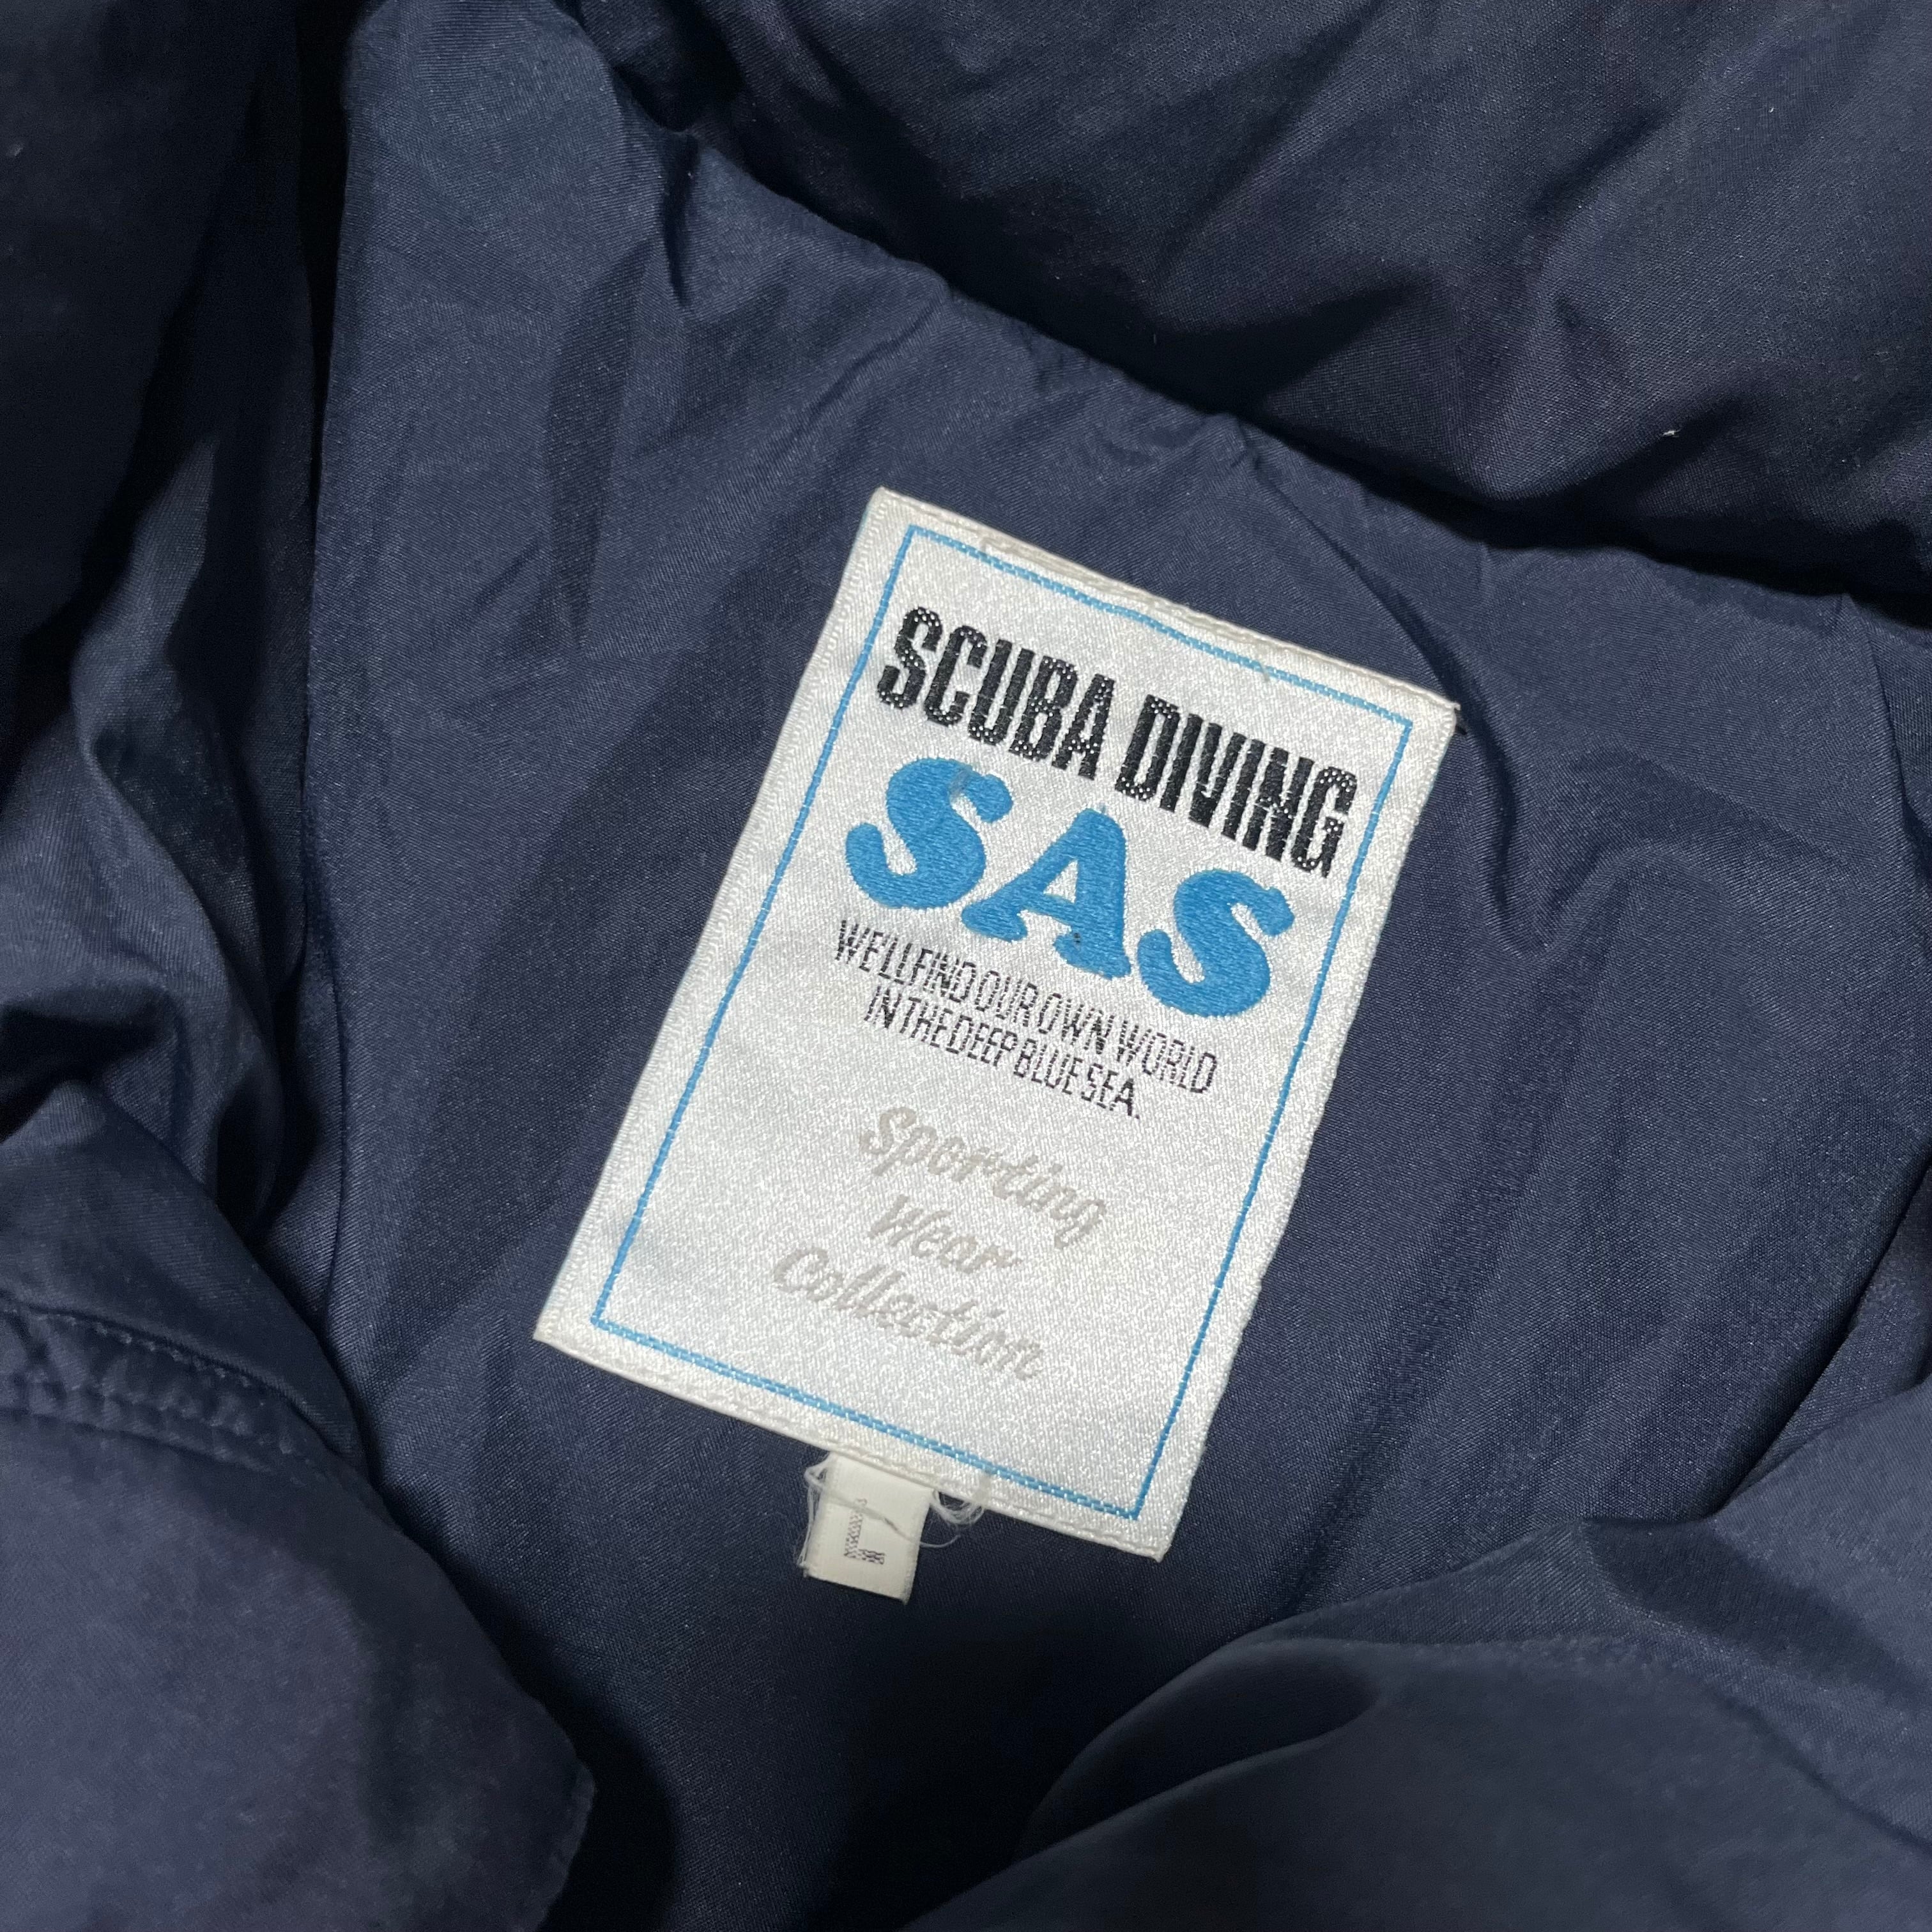 SCUBA DIVING
SAS
WE'LL FIND OUR OWN WORLD
IN THE DEEP BLUE SEA.
Sporting
Wear
Collection
L